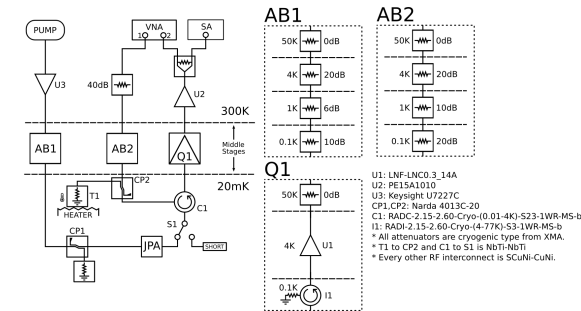 PUMP
VNA
1 2
SA
U3
40dB
U2
300K
AB1
AB2
Q1
Middle
Stages
20mK
CP2
T1
HEATER
C1
S1
CP1
JPA
SHORT
AB1
50K 0dB
4K 20dB
1K 6dB
0.1K 10dB
AB2
50K 0dB
4K 20dB
1K 10dB
0.1K 20dB
Q1
50K 0dB
4K U1
0.1K
I1
U1: LNF-LNC0.3_14A
U2: PE15A1010
U3: Keysight U7227C
CP1,CP2: Narda 4013C-20
C1: RADC-2.15-2.60-Cryo-(0.01-4K)-S23-1WR-MS-b
I1: RADI-2.15-2.60-Cryo-(4-77K)-S3-1WR-MS-b
* All attenuators are cryogenic type from XMA.
* T1 to CP2 and C1 to S1 is NbTi-NbTi
* Every other RF interconnect is SCuNi-CuNi.